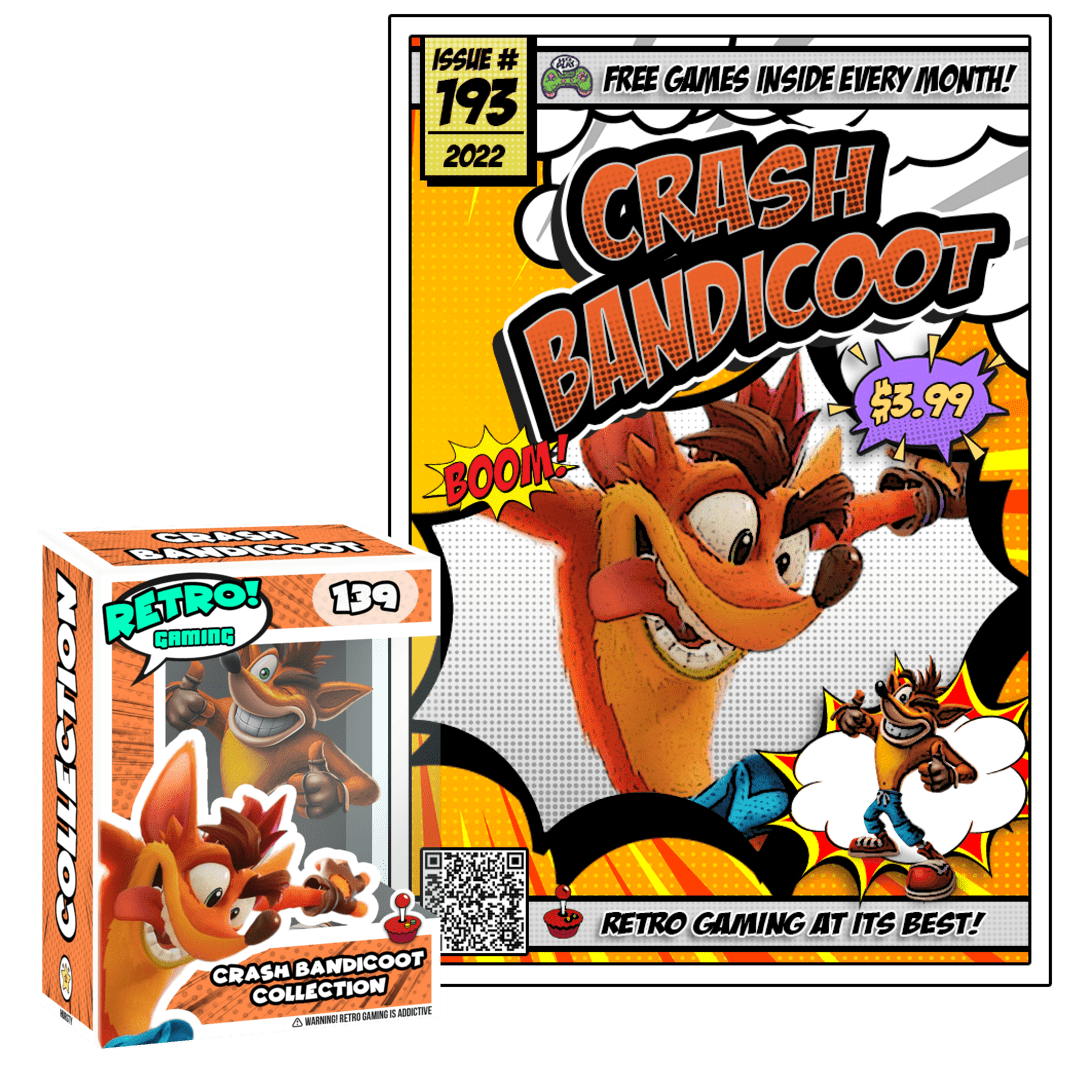 ISSUE #
193
2022
FREE GAMES INSIDE EVERY MONTH!
CRASH
BANDICOOT
$3.99
BOOM!
RETRO GAMING AT ITS BEST!
CRASH
BANDICOOT
COLLECTION
RETRO!
GAMING
139
CRASH BANDICOOT
COLLECTION
WARNING! RETRO GAMING IS ADDICTIVE